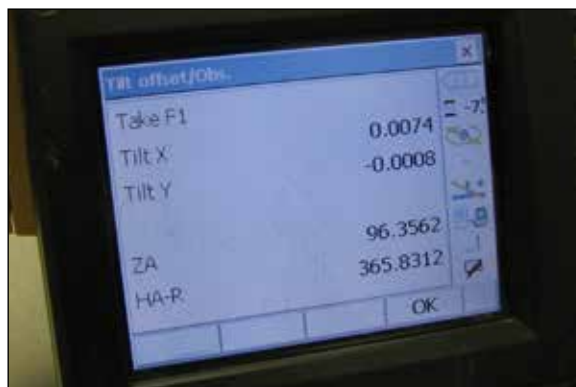 Tilt offset/Obs.
Take F1
Tilt X 0.0074
Tilt Y -0.0008
ZA 96.3562
HA-R 365.8312
OK